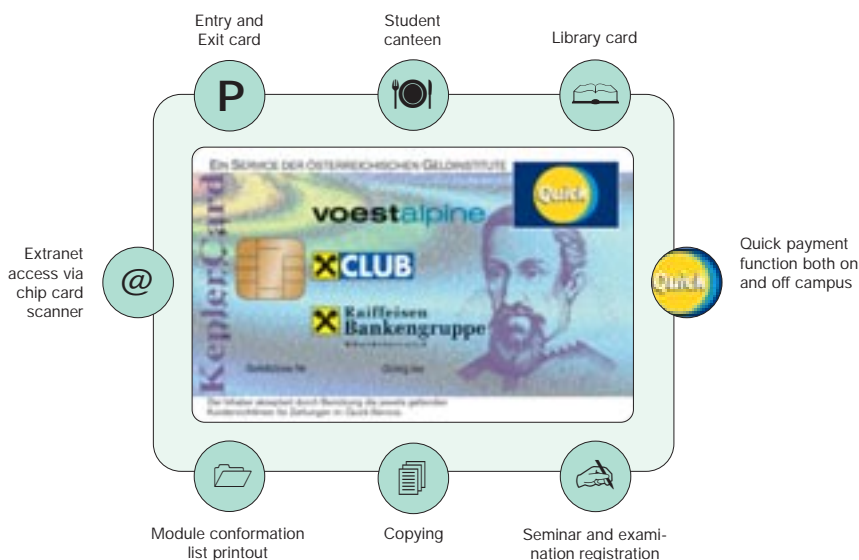 Entry and
Exit card
Student
canteen
Library card
P
EIN SERVICE DER ÖSTERREICHISCHEN GELDINSTITUTE
Quick
voestalpine
KeplerCard
CLUB
Raiffeisen
Bankengruppe
Extranet
access via
chip card
scanner
@
Quick
Quick payment
function both on
and off campus
Module conformation
list printout
Copying
Seminar and exami-
nation registration